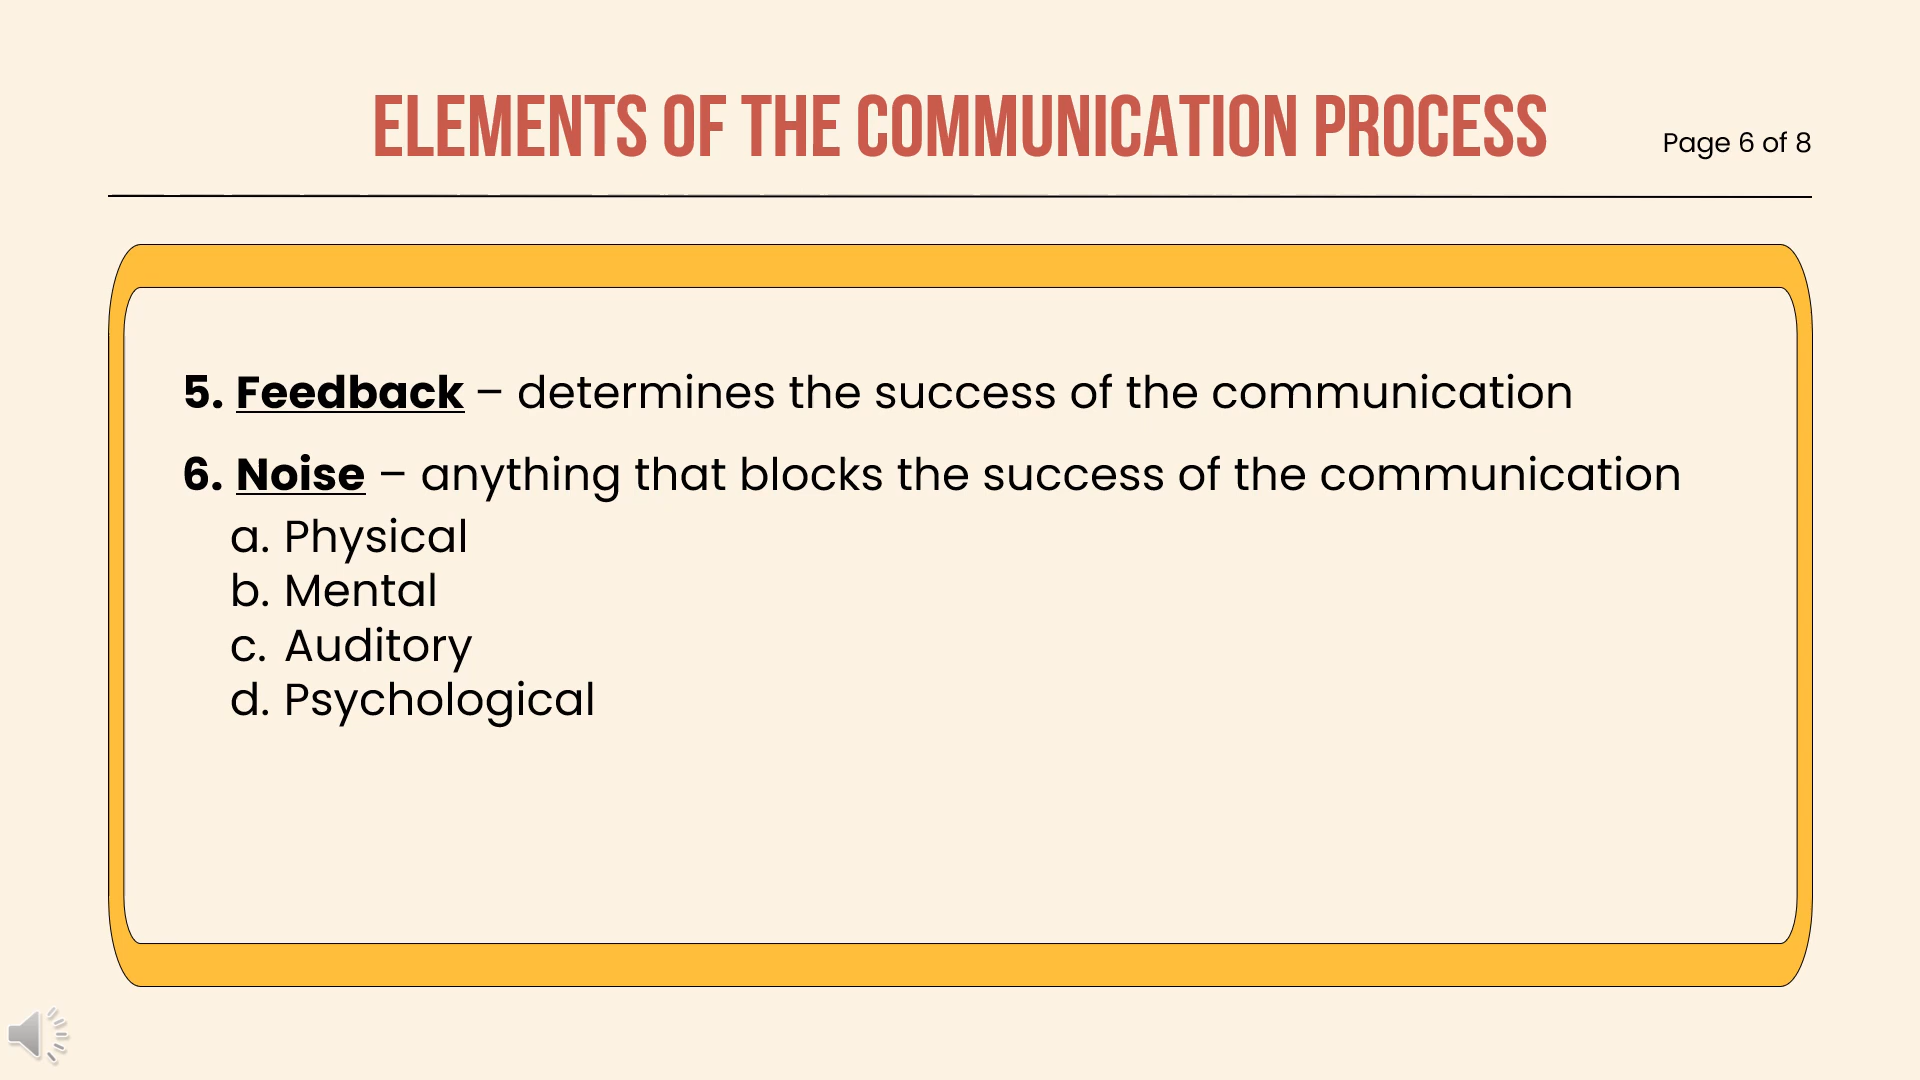 ELEMENTS OF THE COMMUNICATION PROCESS
Page 6 of 8
5. Feedback – determines the success of the communication
6. Noise – anything that blocks the success of the communication
a. Physical
b. Mental
c. Auditory
d. Psychological